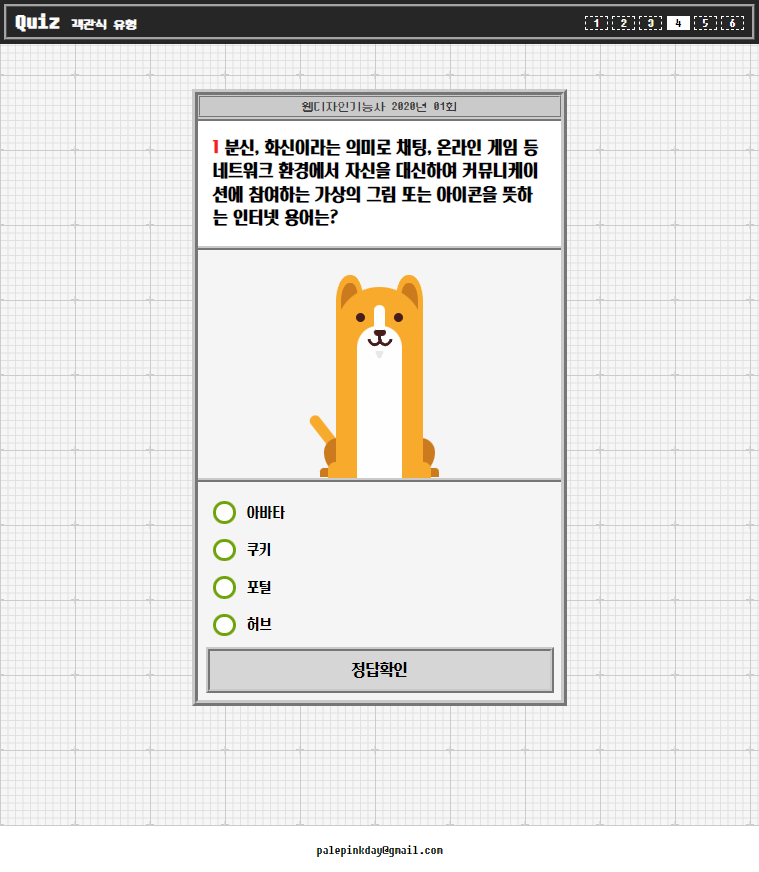 Quiz 객관식 유형
1 2 3 4 5 6
웹디자인기능사 2020년 01회
1 분신, 화신이라는 의미로 채팅, 온라인 게임 등
네트워크 환경에서 자신을 대신하여 커뮤니케이
션에 참여하는 가상의 그림 또는 아이콘을 뜻하
는 인터넷 용어는?
아바타
쿠키
포털
허브
정답확인
palepinkday@gmail.com